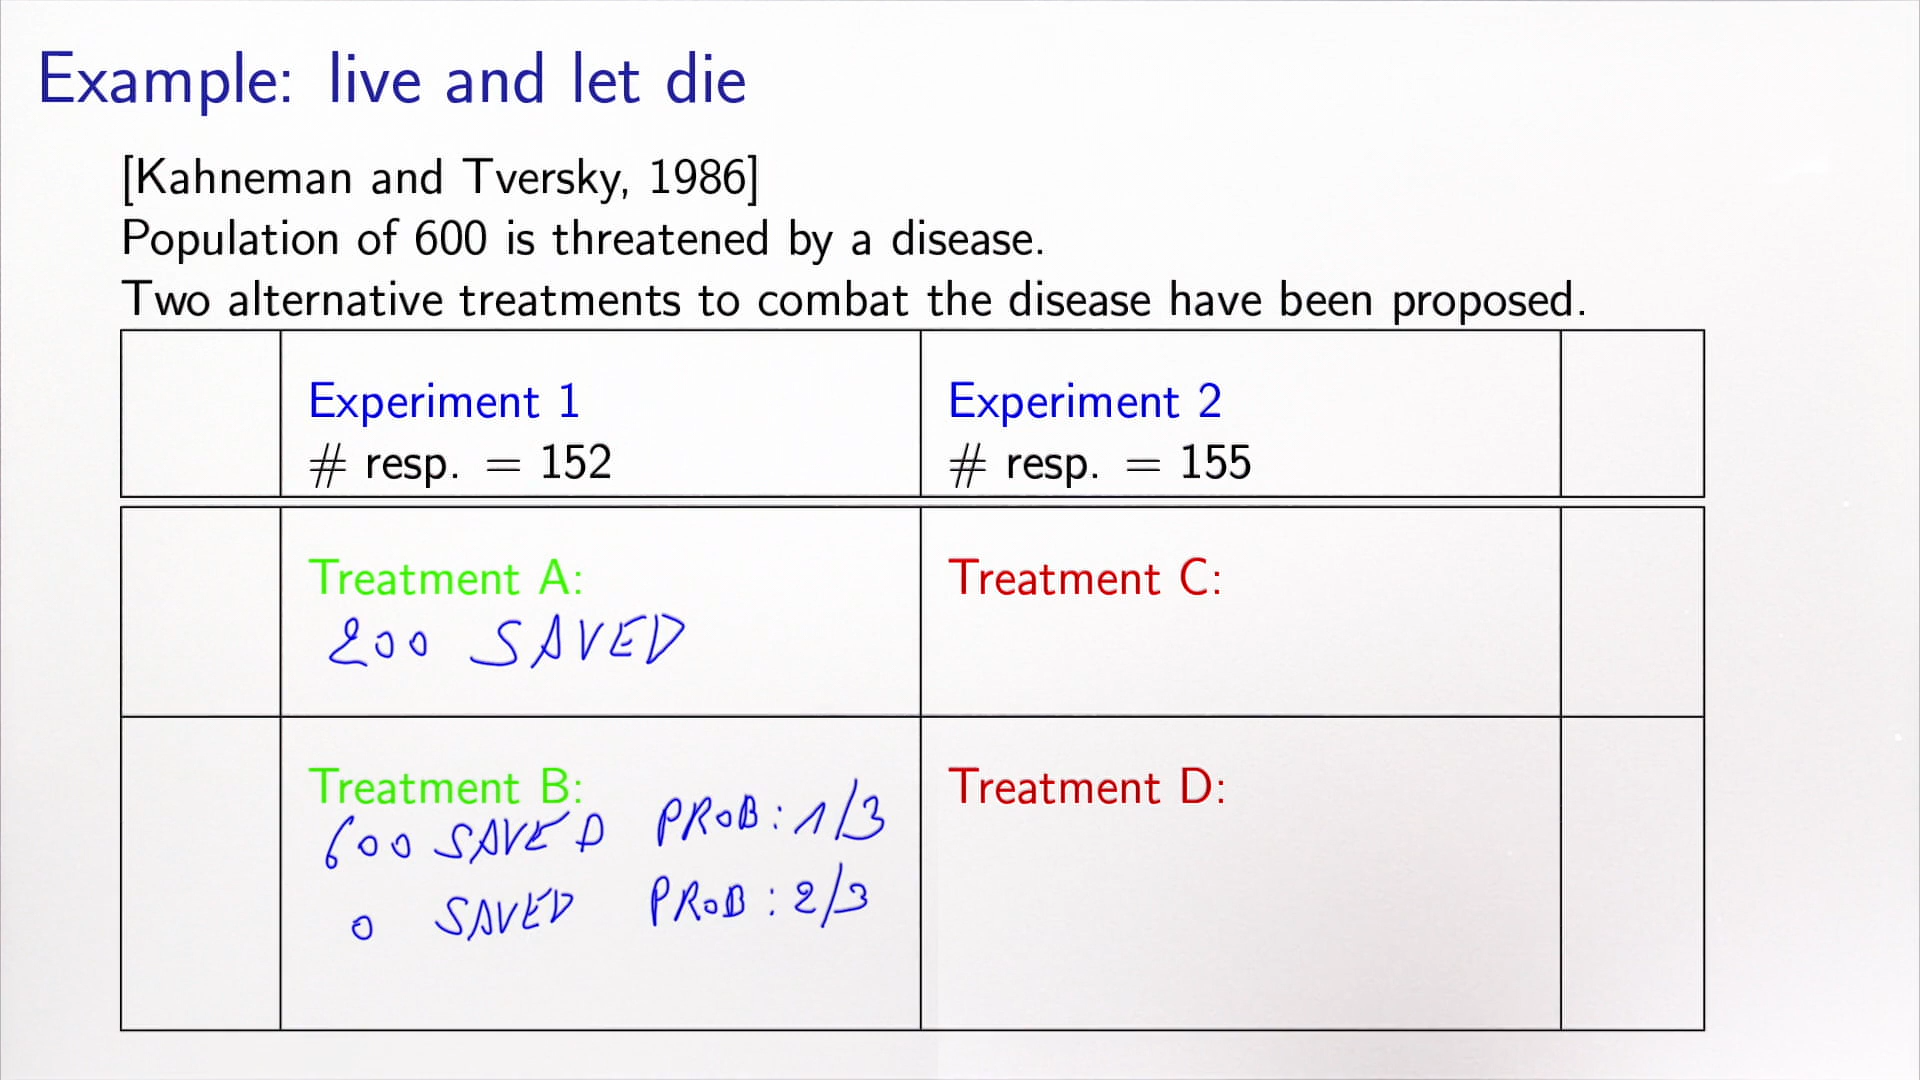 Example: live and let die
[Kahneman and Tversky, 1986]
Population of 600 is threatened by a disease.
Two alternative treatments to combat the disease have been proposed.
Experiment 1
# resp. = 152
Experiment 2
# resp. = 155
Treatment A:
200 SAVED
Treatment C:
Treatment B:
600 SAVED PROB: 1/3
0 SAVED PROB: 2/3
Treatment D: